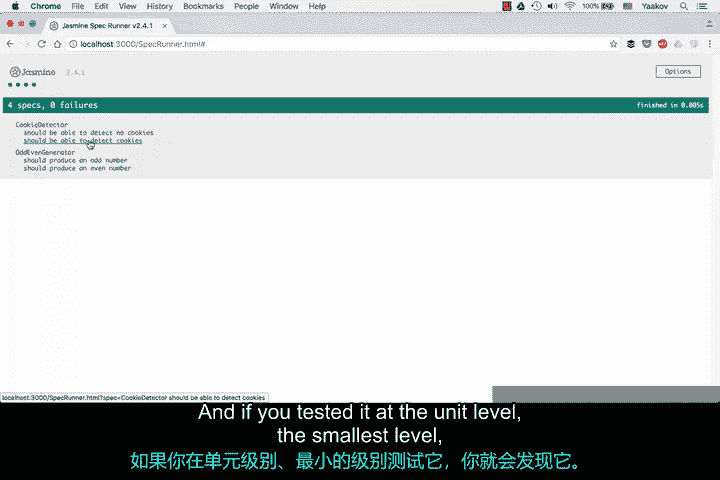 Chrome File Edit View History Bookmarks People Window Help 100% Yaakov
Jasmine Spec Runner v2.4.1
localhost:3000/SpecRunner.html#
Jasmine 2.4.1 Options
4 specs, 0 failures finished in 0.005s
CookieDetector
should be able to detect no cookies
should be able to detect cookies
OddEvenGenerator
should produce an odd number
should produce an even number
localhost:3000/SpecRunner.html?spec=CookieDetector should be able to detect cookies
And if you tested it at the unit level,
the smallest level,
如果你在单元级别、最小的级别测试它，你就会发现它。